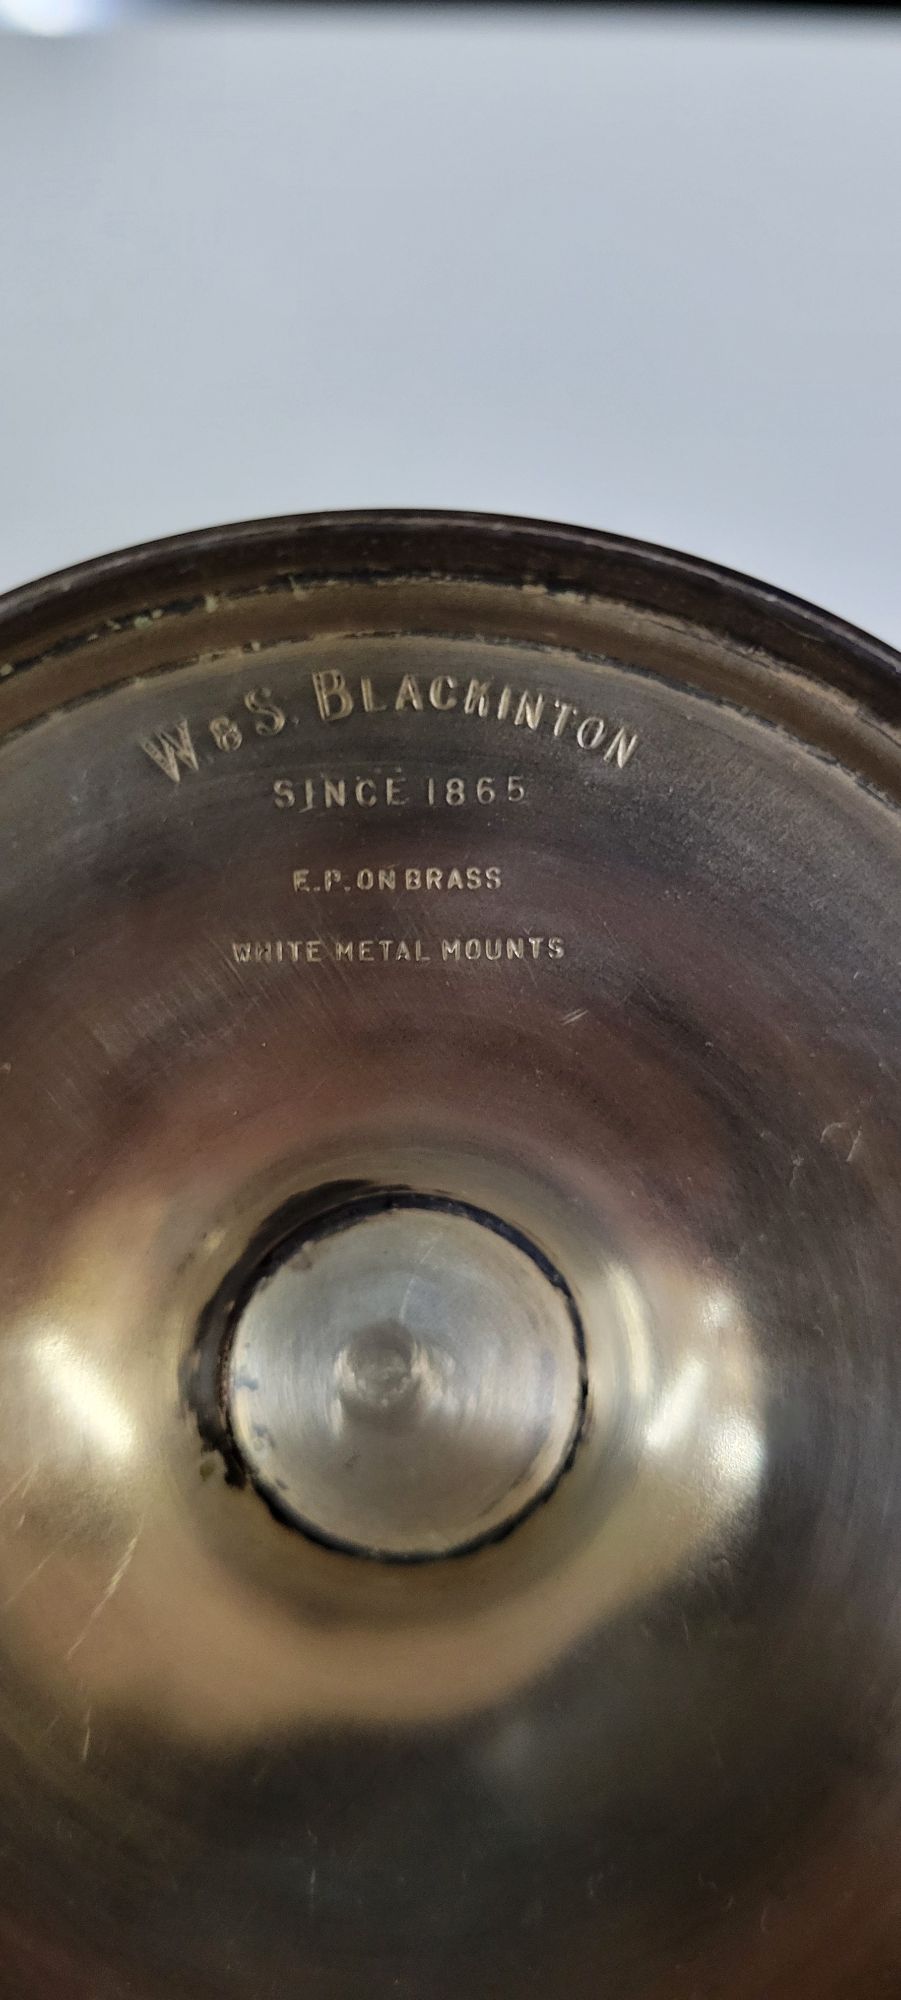 W & S. BLACKINTON
SINCE 1865
E.P. ON BRASS
WHITE METAL MOUNTS